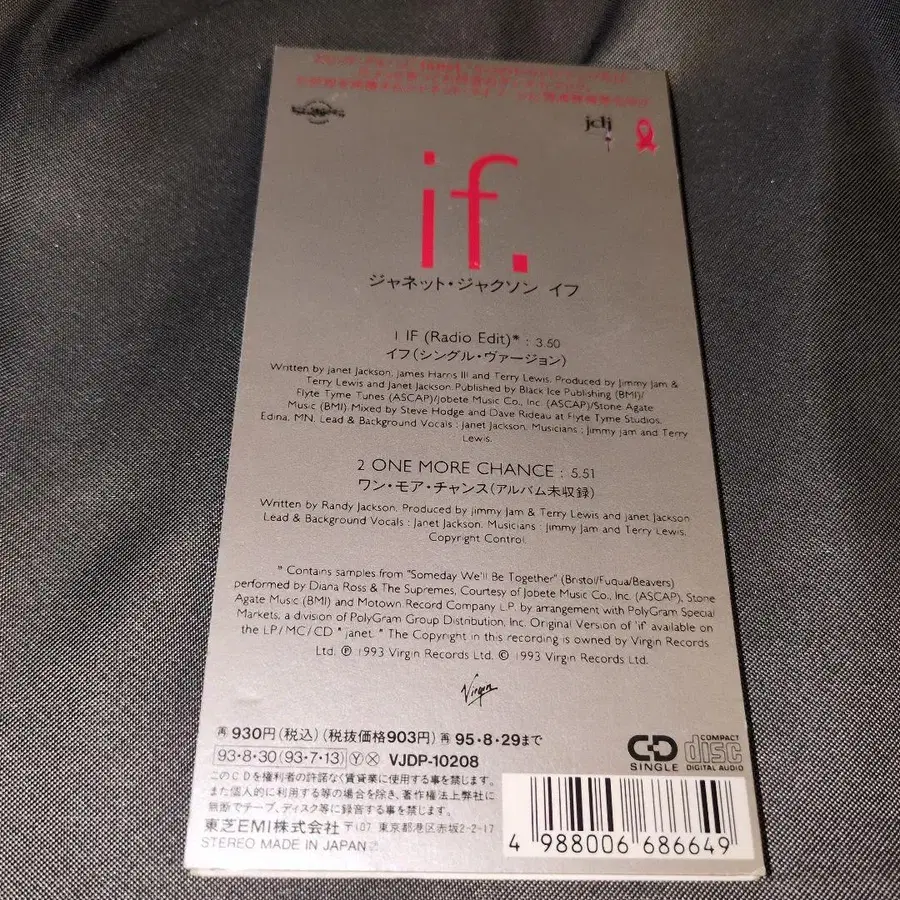 jdj
if.
ジャネット・ジャクソン イフ
1 IF (Radio Edit)* : 3.50
イフ(シングル・ヴァージョン)
Written by Janet Jackson, James Harris III and Terry Lewis. Produced by Jimmy Jam &
Terry Lewis and Janet Jackson. Published by Black Ice Publishing (BMI)/
Flyte Tyme Tunes (ASCAP)/Jobete Music Co., Inc. (ASCAP)/Stone Agate
Music (BMI). Mixed by Steve Hodge and Dave Rideau at Flyte Tyme Studios,
Edina, MN. Lead & Background Vocals : Janet Jackson. Musicians : Jimmy Jam and Terry
Lewis.
2 ONE MORE CHANCE : 5.51
ワン・モア・チャンス(アルバム未収録)
Written by Randy Jackson. Produced by Jimmy Jam & Terry Lewis and Janet Jackson
Lead & Background Vocals : Janet Jackson. Musicians : Jimmy Jam and Terry Lewis.
Copyright Control.
* Contains samples from "Someday We'll Be Together" (Bristol/Fuqua/Beavers)
performed by Diana Ross & The Supremes, Courtesy of Jobete Music Co., Inc. (ASCAP), Stone
Agate Music (BMI) and Motown Record Company L.P. by arrangement with PolyGram Special
Markets, a division of PolyGram Group Distribution, Inc. Original Version of 'if' available on
the LP/MC/CD "janet. " The Copyright in this recording is owned by Virgin Records
Ltd. Ⓟ 1993 Virgin Records Ltd. © 1993 Virgin Records Ltd.
Virgin
再 930円(税込)(税抜価格903円)再 95・8・29まで
93・8・30(93・7・13) Ⓨ Ⓧ VJDP-10208
CD SINGLE
COMPACT disc DIGITAL AUDIO
このCDを権利者の許諾なく賃貸業に使用する事を禁じます。
また個人的に利用する等の場合を除き、著作権法上弊社に
無断でテープ、ディスク等に録音する事を禁じます。
東芝EMI株式会社 〒107 東京都港区赤坂2-2-17
STEREO MADE IN JAPAN
4 988006 686649